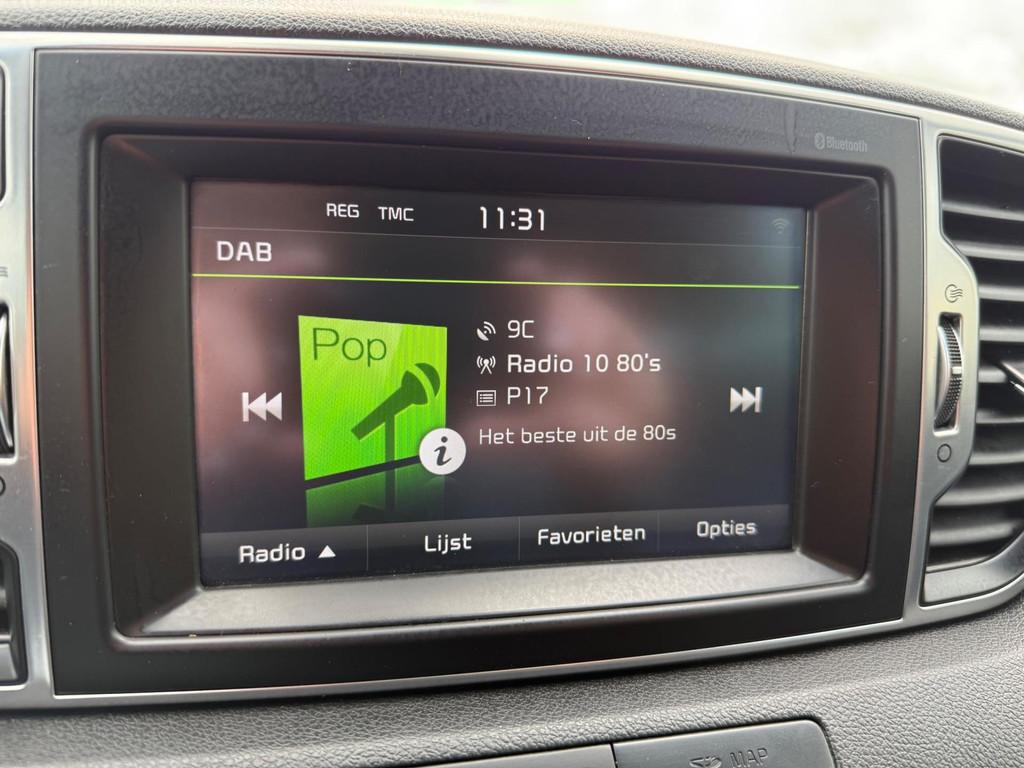 Bluetooth
REG TMC 11:31
DAB
Pop
9C
Radio 10 80's
P17
Het beste uit de 80s
Radio ▲ Lijst Favorieten Opties
MAP